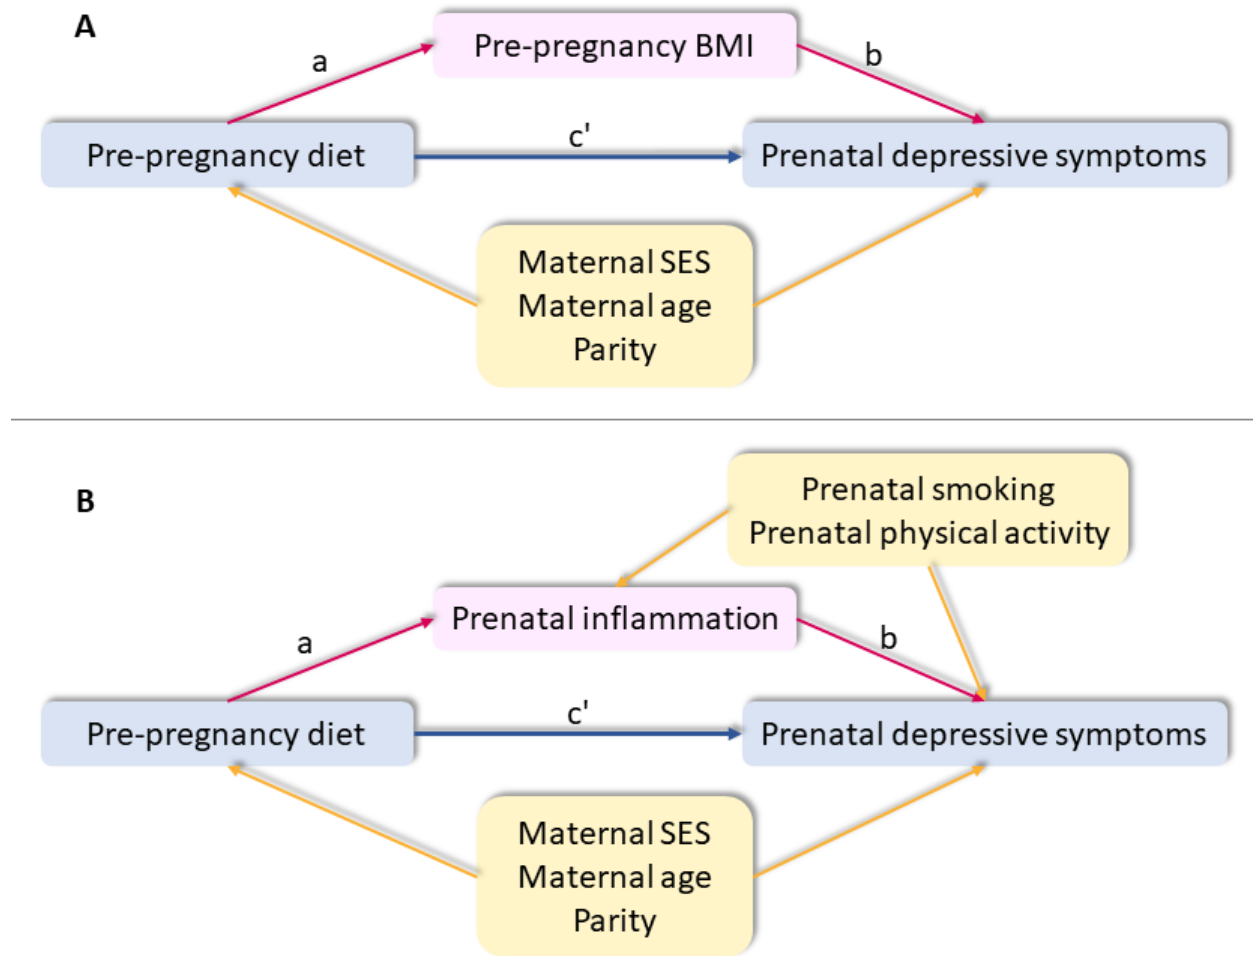 A
Pre-pregnancy BMI
a
b
Pre-pregnancy diet
c'
Prenatal depressive symptoms
Maternal SES
Maternal age
Parity
B
Prenatal smoking
Prenatal physical activity
Prenatal inflammation
a
b
Pre-pregnancy diet
c'
Prenatal depressive symptoms
Maternal SES
Maternal age
Parity